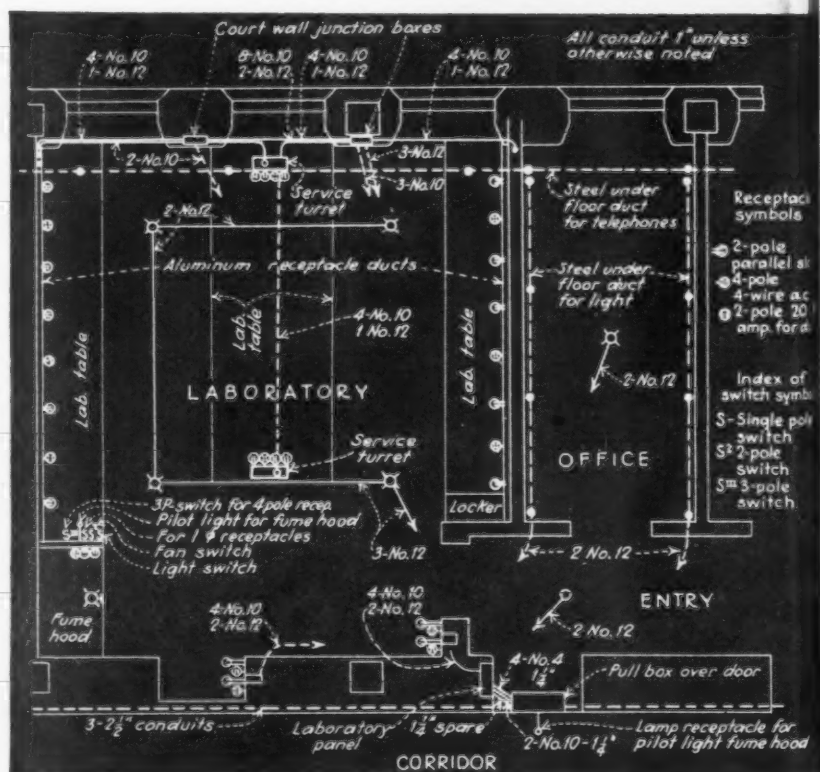 Court wall junction boxes
All conduit 1" unless
otherwise noted
4-No.10
1-No.12
8-No.10
2-No.12
4-No.10
1-No.12
4-No.10
1-No.12
2-No.10
3-No.12
3-No.10
Service
turret
Steel under
floor duct
for telephones
Receptac
symbols
2-No.12
2-pole
parallel sl
Aluminum receptacle ducts
Steel under
floor duct
for light
4-pole
4-wire a.c.
2-pole 20
amp. for d
Lab. table
Lab.
table
4-No.10
1 No.12
Lab. table
2-No.12
LABORATORY
Index of
switch symb
S-Single pol
switch
S² 2-pole
switch
SIII 3-pole
switch
Service
turret
OFFICE
Locker
3P. switch for 4 pole recep.
Pilot light for fume hood
For 1 φ receptacles
Fan switch
Light switch
SIII
S
S
S
3-No.12
2 No.12
Fume
hood
4-No.10
2-No.12
4-No.10
2-No.12
ENTRY
2-No.12
4-No.4
1¼"
Pull box over door
3-2½" conduits
Laboratory
panel
1¼" spare
2-No.10-1¼"
Lamp receptacle for
pilot light fume hood
CORRIDOR